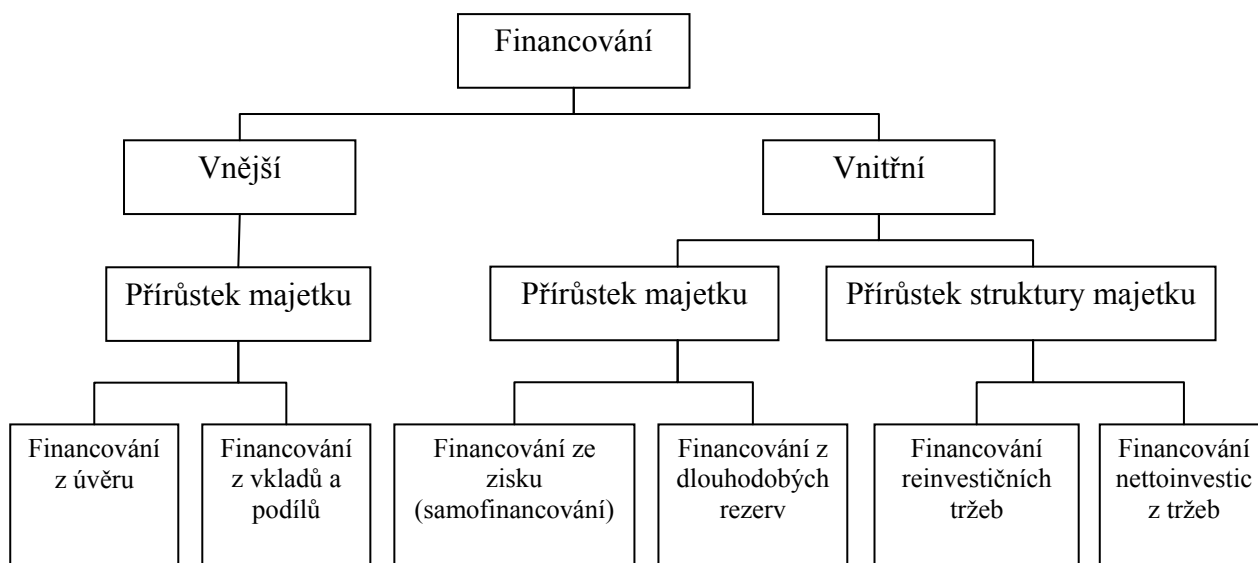 Financování
Vnější
Vnitřní
Přírůstek majetku
Přírůstek majetku
Přírůstek struktury majetku
Financování
z úvěru
Financování
z vkladů a
podílů
Financování ze
zisku
(samofinancování)
Financování z
dlouhodobých
rezerv
Financování
reinvestičních
tržeb
Financování
nettoinvestic
z tržeb